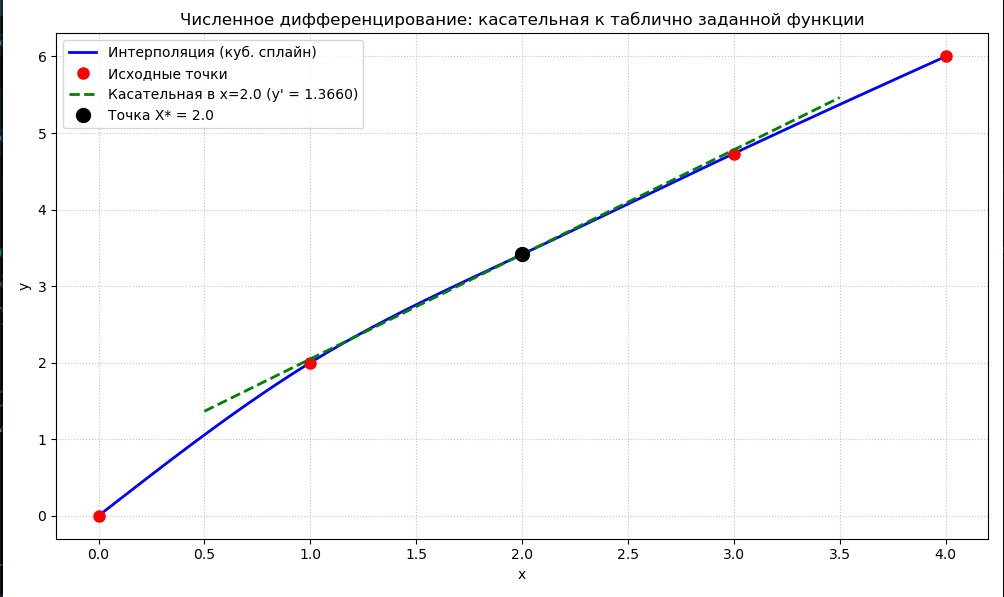 Численное дифференцирование: касательная к таблично заданной функции
Интерполяция (куб. сплайн)
Исходные точки
Касательная в x=2.0 (y' = 1.3660)
Точка X* = 2.0
6
5
4
3
2
1
0
y
0.0 0.5 1.0 1.5 2.0 2.5 3.0 3.5 4.0
x